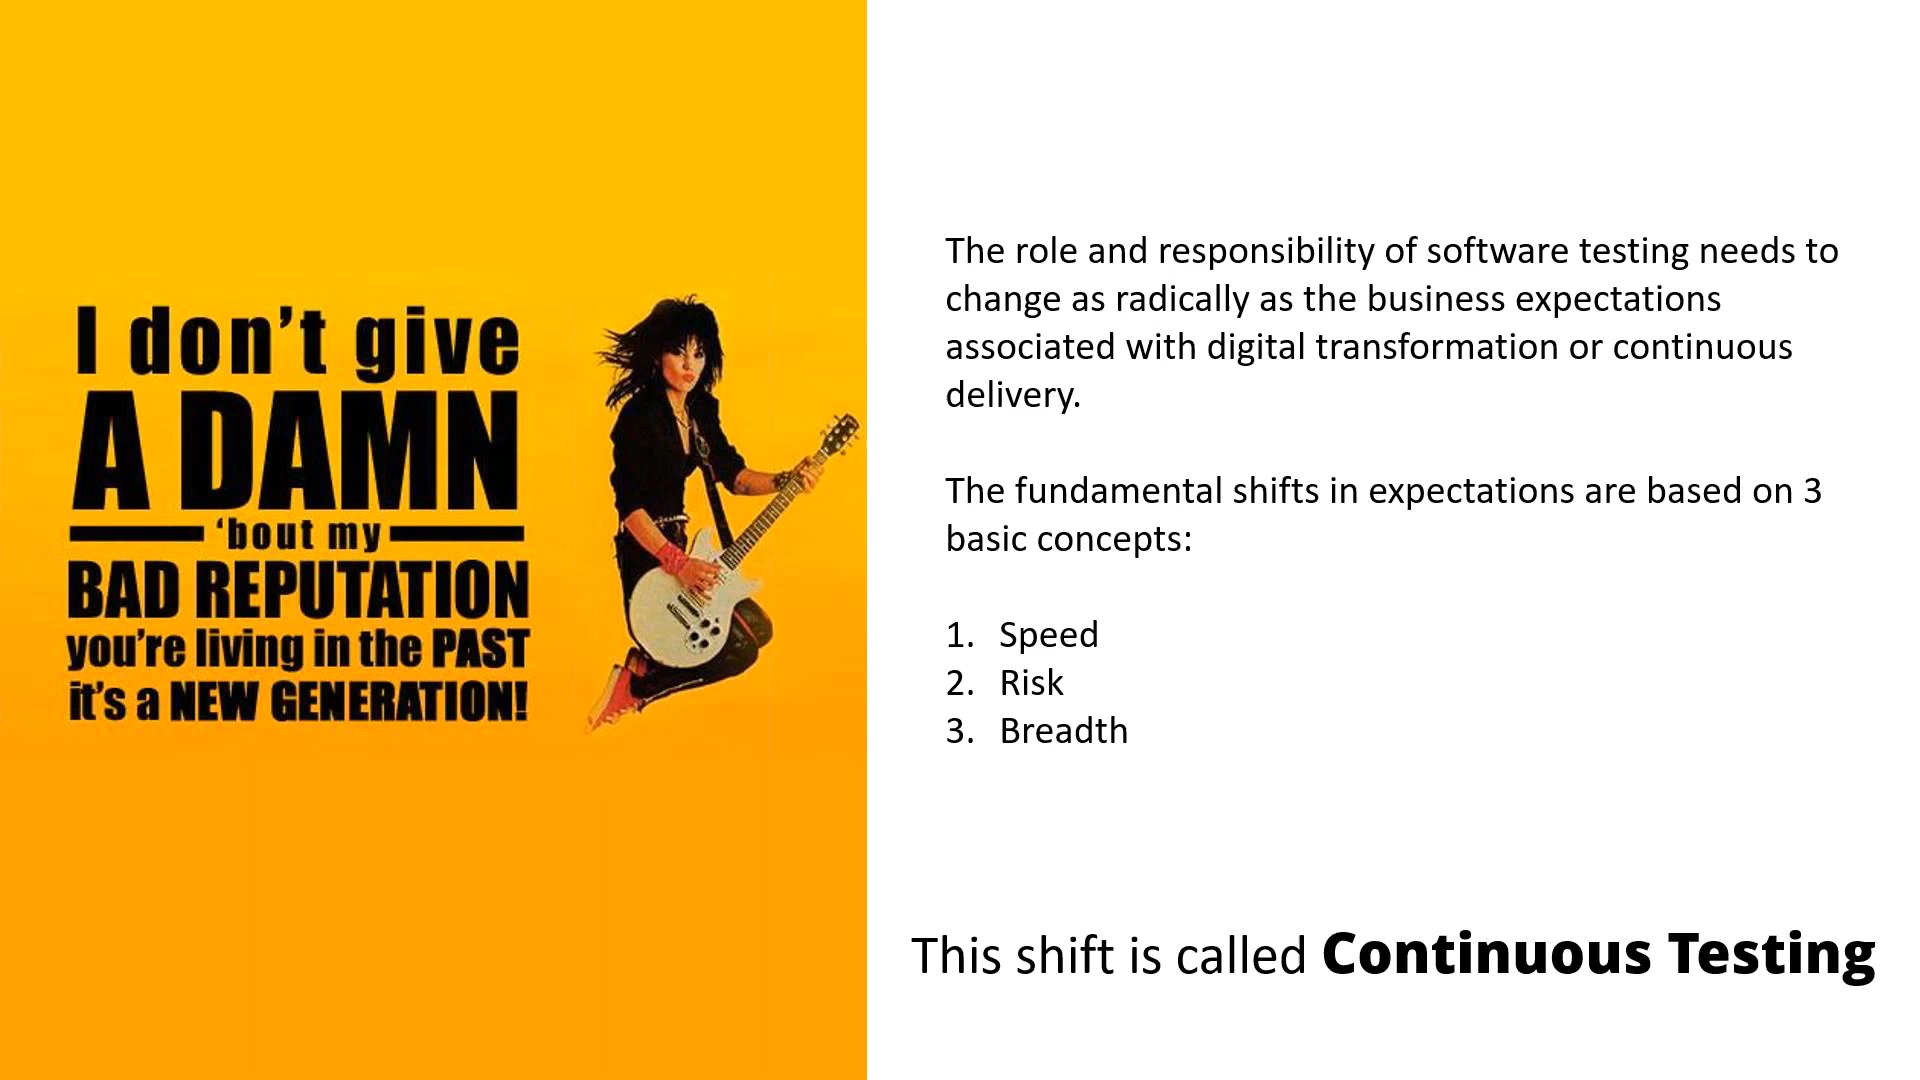 I don't give
A DAMN
‘bout my
BAD REPUTATION
you're living in the PAST
it's a NEW GENERATION!
The role and responsibility of software testing needs to
change as radically as the business expectations
associated with digital transformation or continuous
delivery.
The fundamental shifts in expectations are based on 3
basic concepts:
1. Speed
2. Risk
3. Breadth
This shift is called Continuous Testing